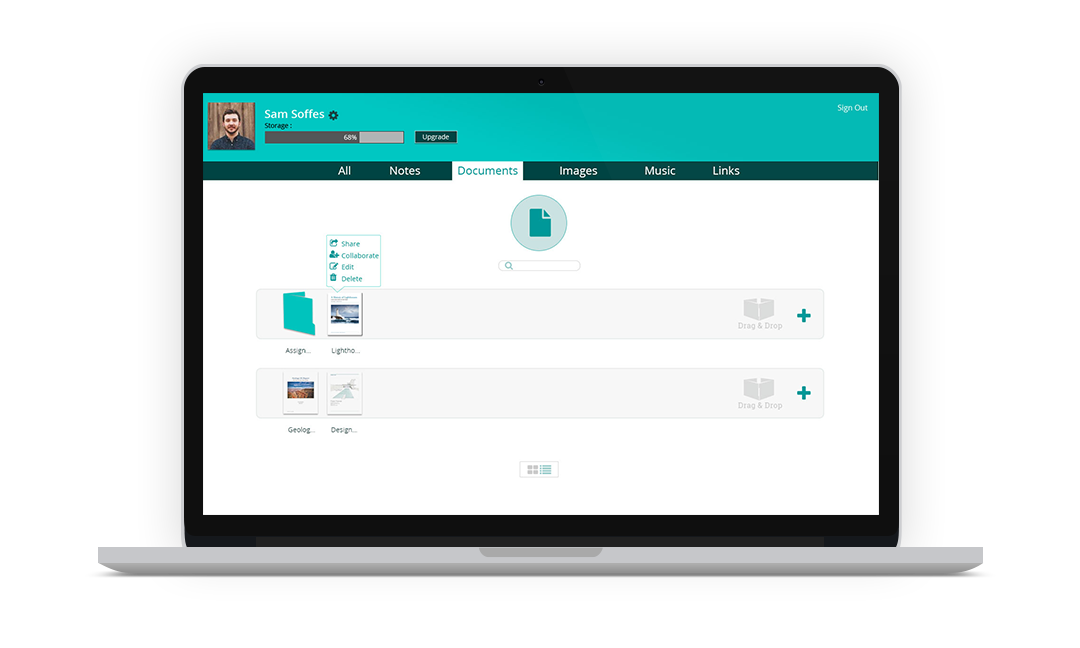 Sam Soffes
Sign Out
Storage :
68%
Upgrade
All Notes Documents Images Music Links
Share
Collaborate
Edit
Delete
Drag & Drop
Assign... Lightho...
Drag & Drop
Geolog... Design...